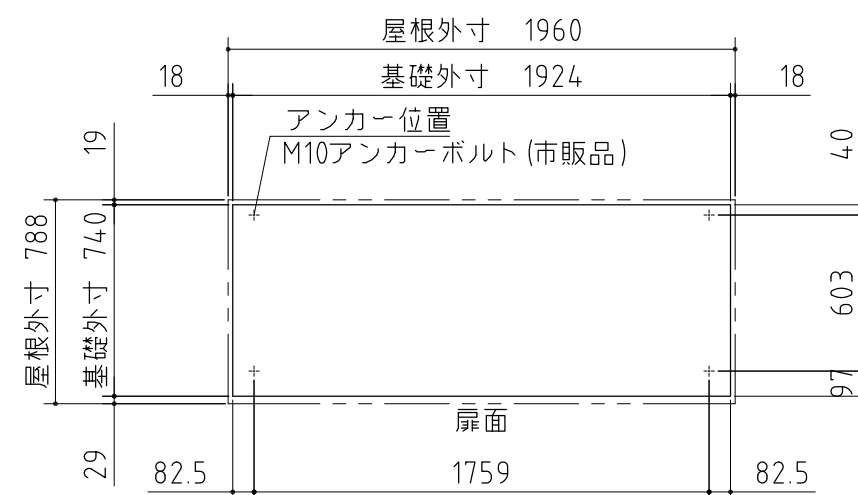 屋根外寸 1960
18 基礎外寸 1924 18
アンカー位置
M10アンカーボルト(市販品)
19
40
屋根外寸 788
基礎外寸 740
603
97
扉面
29
82.5 1759 82.5